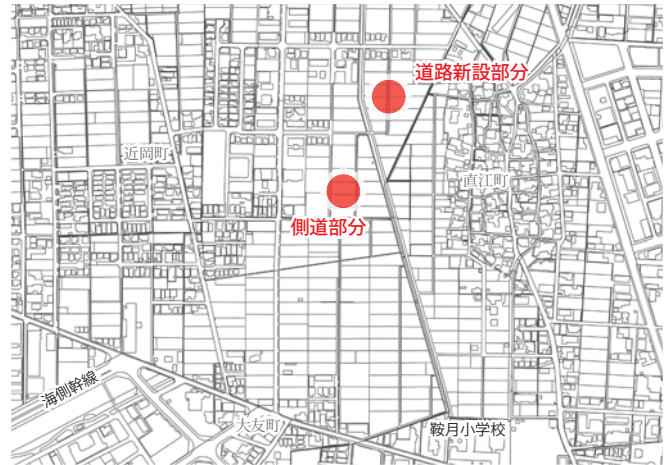 道路新設部分
近岡町
直江町
側道部分
海側幹線
大友町
鞍月小学校